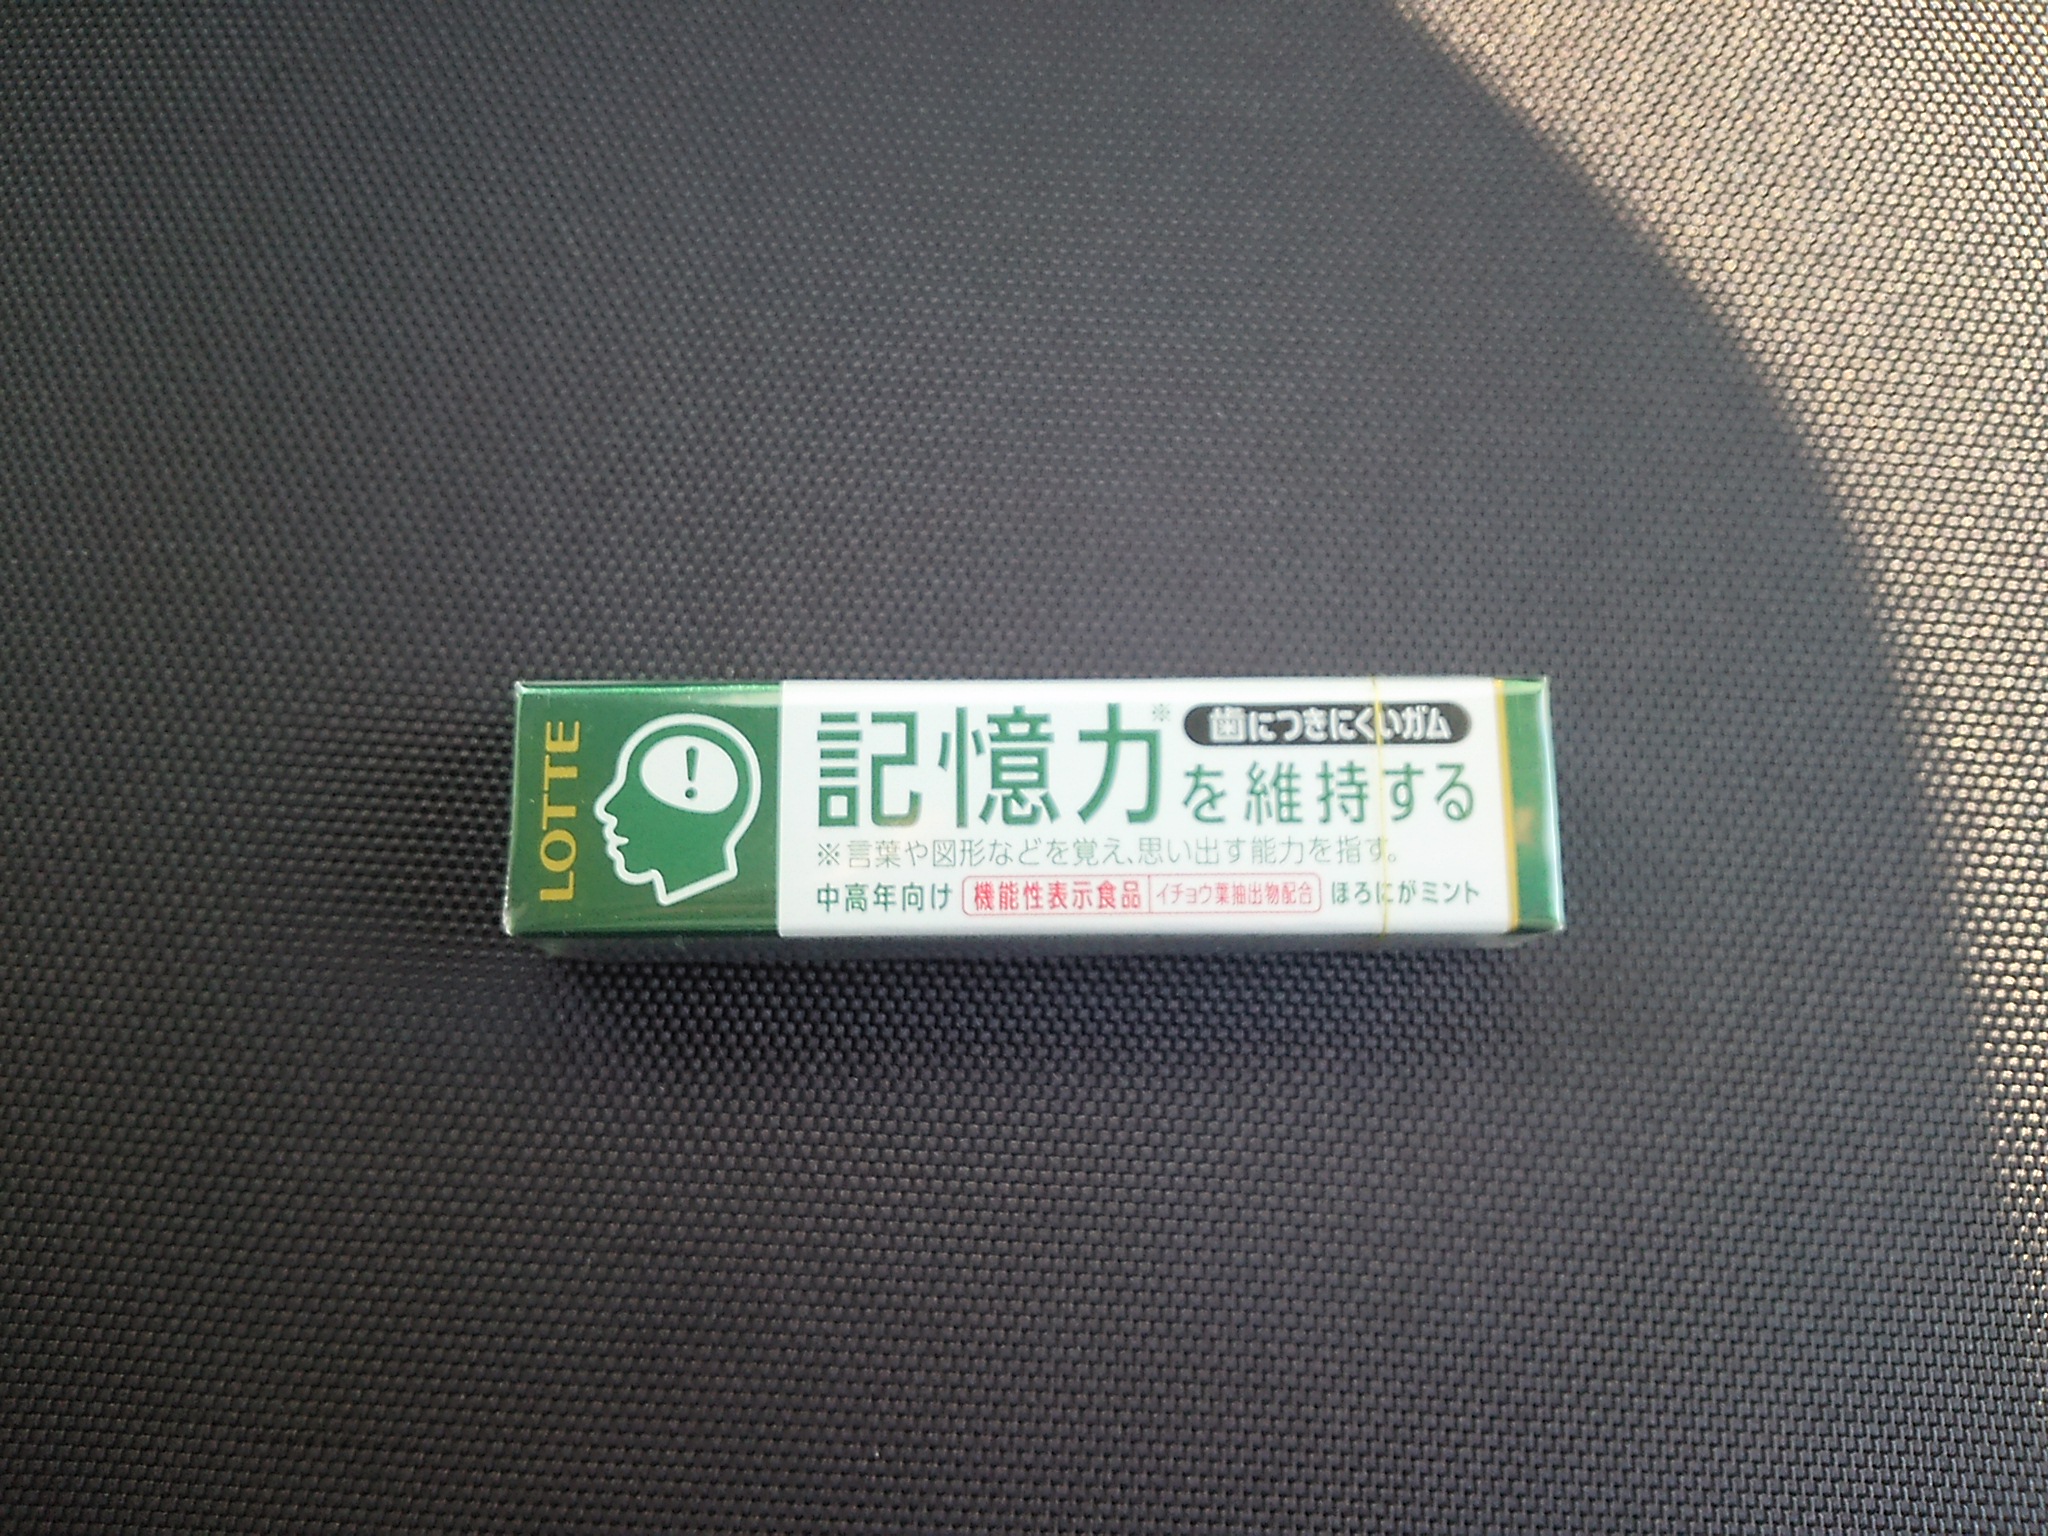 LOTTE
記憶力※
歯につきにくいガム
を維持する
※言葉や図形などを覚え、思い出す能力を指す。
中高年向け 機能性表示食品 イチョウ葉抽出物配合 ほろにがミント